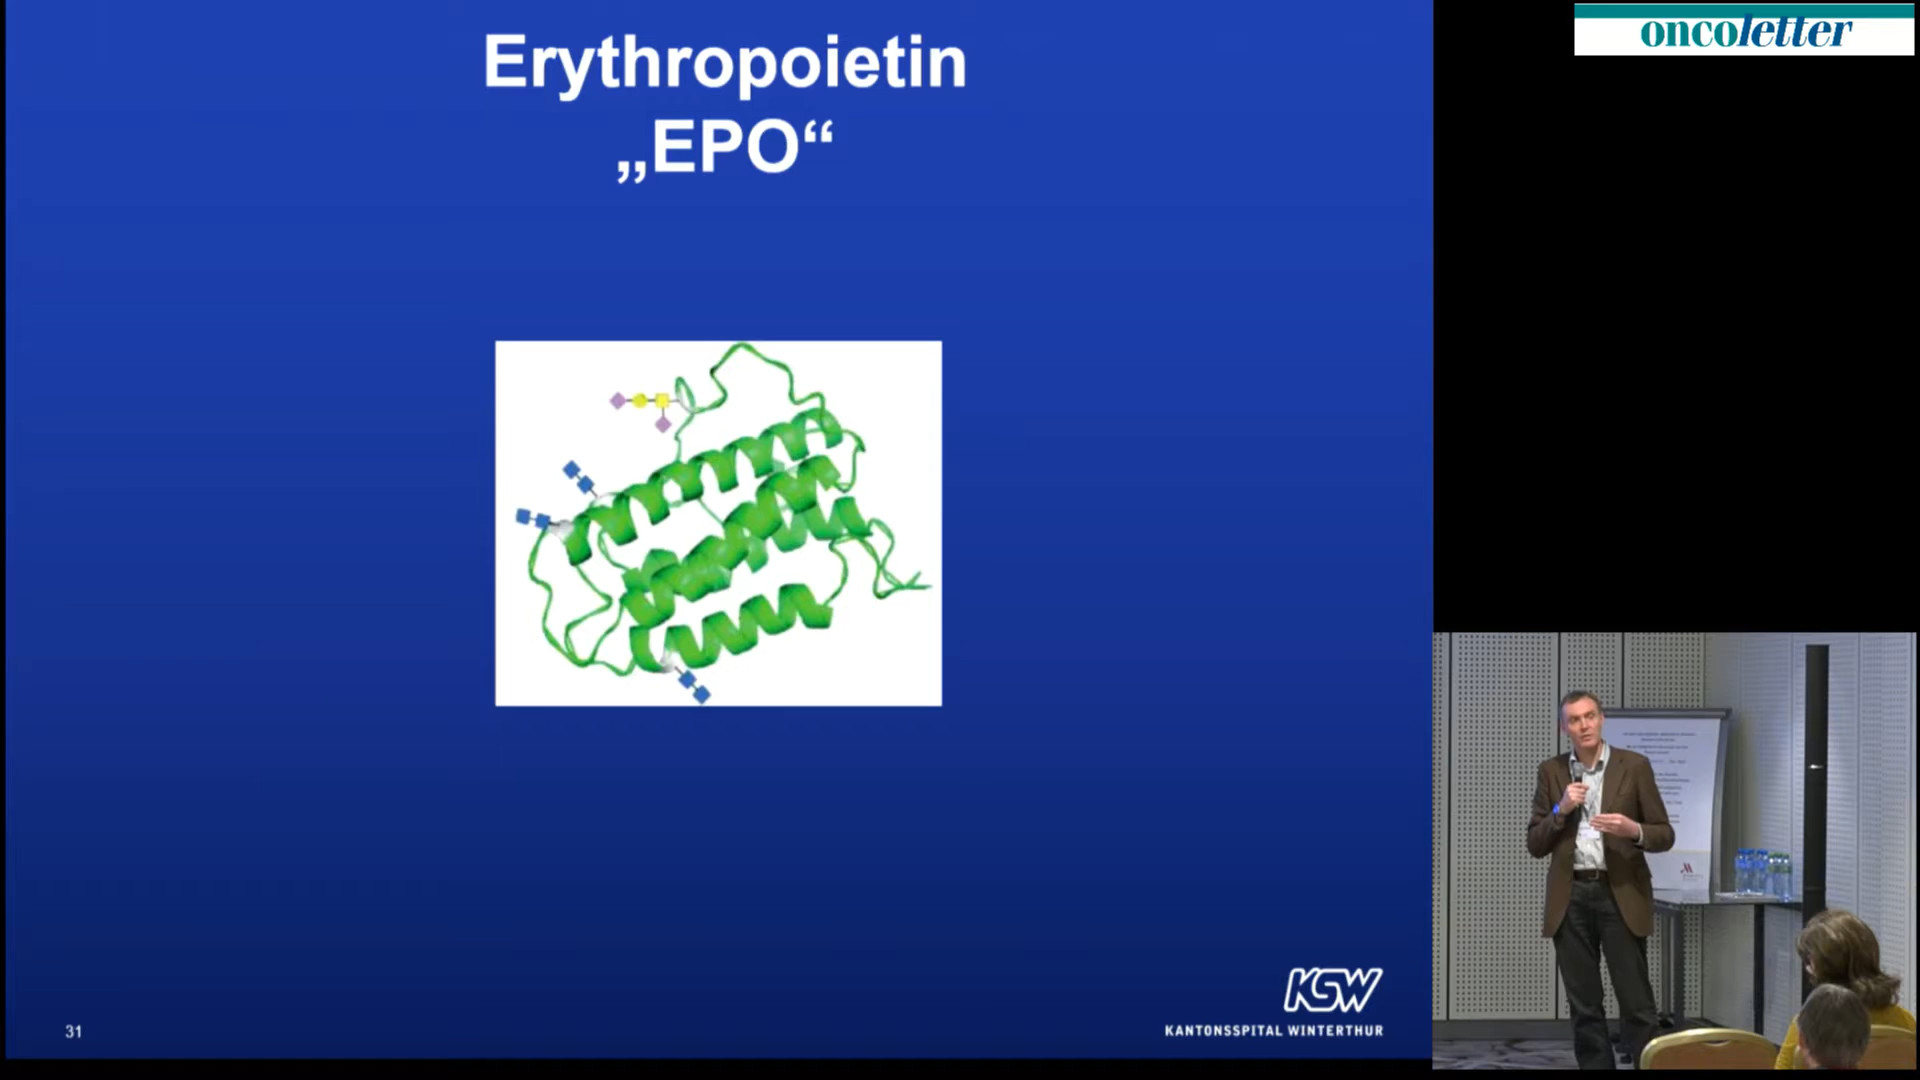 Erythropoietin
„EPO“
oncoletter
31
KSW
KANTONSSPITAL WINTERTHUR